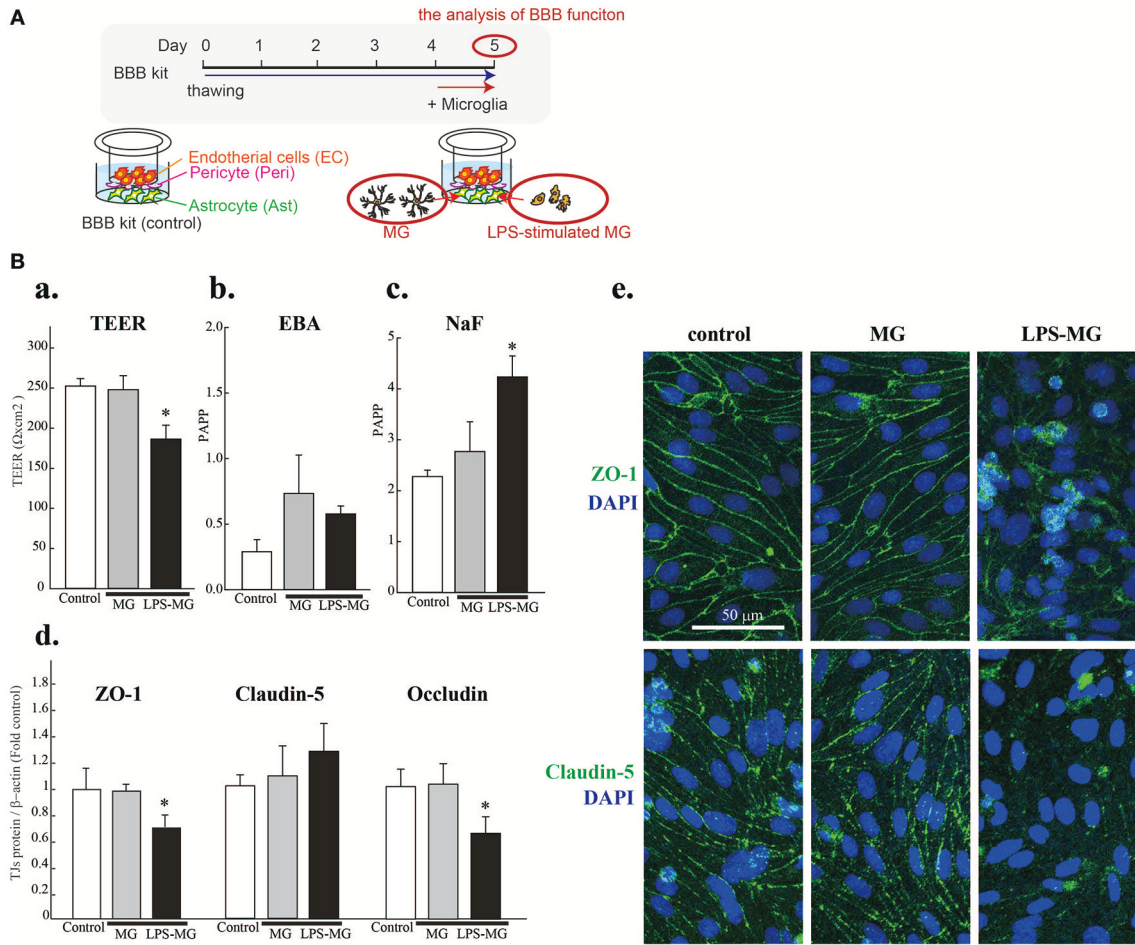 A
the analysis of BBB funciton
Day 0 1 2 3 4 5
BBB kit
thawing
+ Microglia
Endotherial cells (EC)
Pericyte (Peri)
Astrocyte (Ast)
BBB kit (control)
MG
LPS-stimulated MG
B
a.
TEER
TEER (Ωxcm2)
300
250
200
150
100
50
0
*
Control MG LPS-MG
b.
EBA
PAPP
2.0
1.5
1.0
0.5
0.0
Control MG LPS-MG
c.
NaF
PAPP
5
4
3
2
1
0
*
Control MG LPS-MG
d.
TJs protein / β-actin (Fold control)
1.8
1.6
1.4
1.2
1
0.8
0.6
0.4
0.2
0
ZO-1 Claudin-5 Occludin
* *
Control MG LPS-MG Control MG LPS-MG Control MG LPS-MG
e.
control MG LPS-MG
ZO-1
DAPI
50 µm
Claudin-5
DAPI